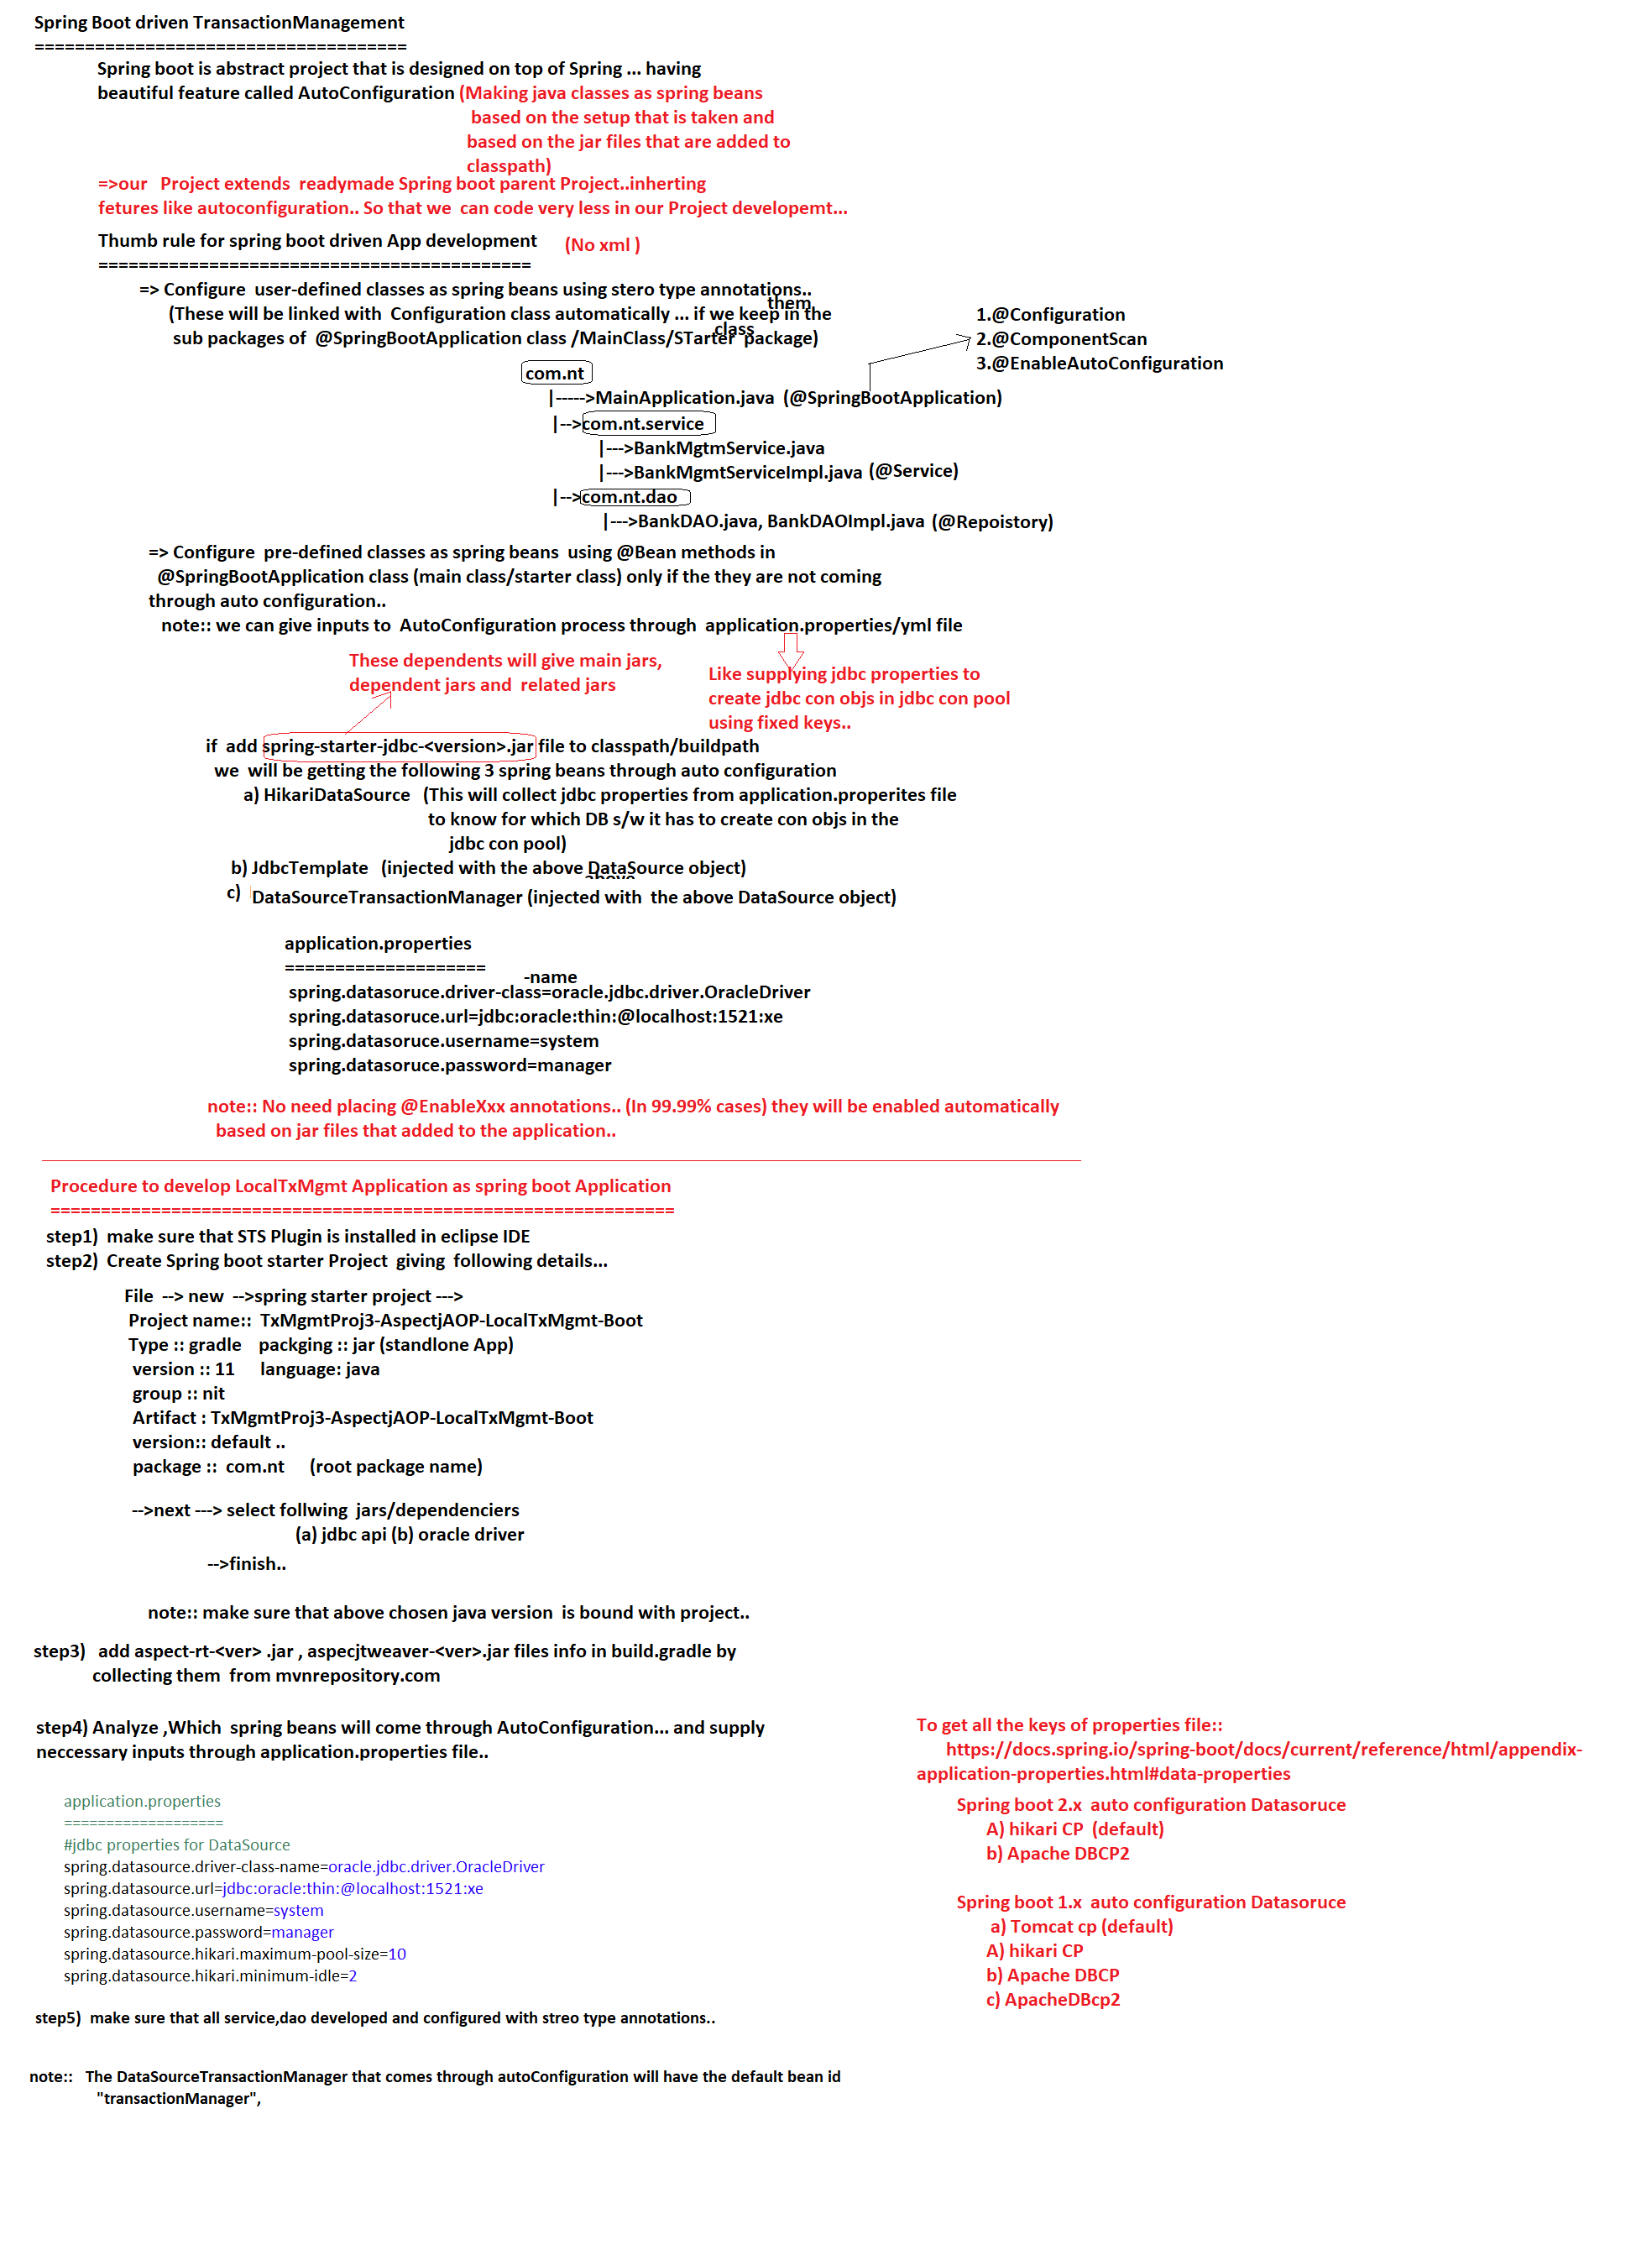 Spring Boot driven TransactionManagement
=====================================
Spring boot is abstract project that is designed on top of Spring ... having
beautiful feature called AutoConfiguration (Making java classes as spring beans
based on the setup that is taken and
based on the jar files that are added to
classpath)
=>our   Project extends  readymade Spring boot parent Project..inherting
fetures like autoconfiguration.. So that we  can code very less in our Project developemt...
Thumb rule for spring boot driven App development     (No xml )
===========================================
=> Configure  user-defined classes as spring beans using stero type annotations..
them
(These will be linked with  Configuration class automatically ... if we keep in the
class
sub packages of  @SpringBootApplication class /MainClass/STarter  package)
1.@Configuration
2.@ComponentScan
3.@EnableAutoConfiguration
com.nt
|----->MainApplication.java  (@SpringBootApplication)
|-->com.nt.service
|--->BankMgtmService.java
|--->BankMgmtServiceImpl.java (@Service)
|-->com.nt.dao
|--->BankDAO.java, BankDAOImpl.java (@Repoistory)
=> Configure  pre-defined classes as spring beans  using @Bean methods in
@SpringBootApplication class (main class/starter class) only if the they are not coming
through auto configuration..
note:: we can give inputs to  AutoConfiguration process through  application.properties/yml file
These dependents will give main jars,
dependent jars and  related jars
Like supplying jdbc properties to
create jdbc con objs in jdbc con pool
using fixed keys..
if  add spring-starter-jdbc-<version>.jar file to classpath/buildpath
we  will be getting the following 3 spring beans through auto configuration
a) HikariDataSource   (This will collect jdbc properties from application.properites file
to know for which DB s/w it has to create con objs in the
jdbc con pool)
b) JdbcTemplate   (injected with the above DataSource object)
above
c)  DataSourceTransactionManager (injected with  the above DataSource object)
application.properties
====================
-name
spring.datasoruce.driver-class=oracle.jdbc.driver.OracleDriver
spring.datasoruce.url=jdbc:oracle:thin:@localhost:1521:xe
spring.datasoruce.username=system
spring.datasoruce.password=manager
note:: No need placing @EnableXxx annotations.. (In 99.99% cases) they will be enabled automatically
based on jar files that added to the application..
Procedure to develop LocalTxMgmt Application as spring boot Application
=================================================================
step1)  make sure that STS Plugin is installed in eclipse IDE
step2)  Create Spring boot starter Project  giving  following details...
File  --> new  -->spring starter project --->
Project name::  TxMgmtProj3-AspectjAOP-LocalTxMgmt-Boot
Type :: gradle    packging :: jar (standlone App)
version :: 11      language: java
group :: nit
Artifact : TxMgmtProj3-AspectjAOP-LocalTxMgmt-Boot
version:: default ..
package ::  com.nt      (root package name)
-->next ---> select follwing  jars/dependenciers
(a) jdbc api (b) oracle driver
-->finish..
note:: make sure that above chosen java version  is bound with project..
step3)   add aspect-rt-<ver> .jar , aspecjtweaver-<ver>.jar files info in build.gradle by
collecting them  from mvnrepository.com
step4) Analyze ,Which  spring beans will come through AutoConfiguration... and supply
neccessary inputs through application.properties file..
application.properties
===================
#jdbc properties for DataSource
spring.datasource.driver-class-name=oracle.jdbc.driver.OracleDriver
spring.datasource.url=jdbc:oracle:thin:@localhost:1521:xe
spring.datasource.username=system
spring.datasource.password=manager
spring.datasource.hikari.maximum-pool-size=10
spring.datasource.hikari.minimum-idle=2
To get all the keys of properties file::
https://docs.spring.io/spring-boot/docs/current/reference/html/appendix-
application-properties.html#data-properties
Spring boot 2.x  auto configuration Datasoruce
A) hikari CP  (default)
b) Apache DBCP2
Spring boot 1.x  auto configuration Datasoruce
a) Tomcat cp (default)
A) hikari CP
b) Apache DBCP
c) ApacheDBcp2
step5)  make sure that all service,dao developed and configured with streo type annotations..
note::   The DataSourceTransactionManager that comes through autoConfiguration will have the default bean id
"transactionManager",